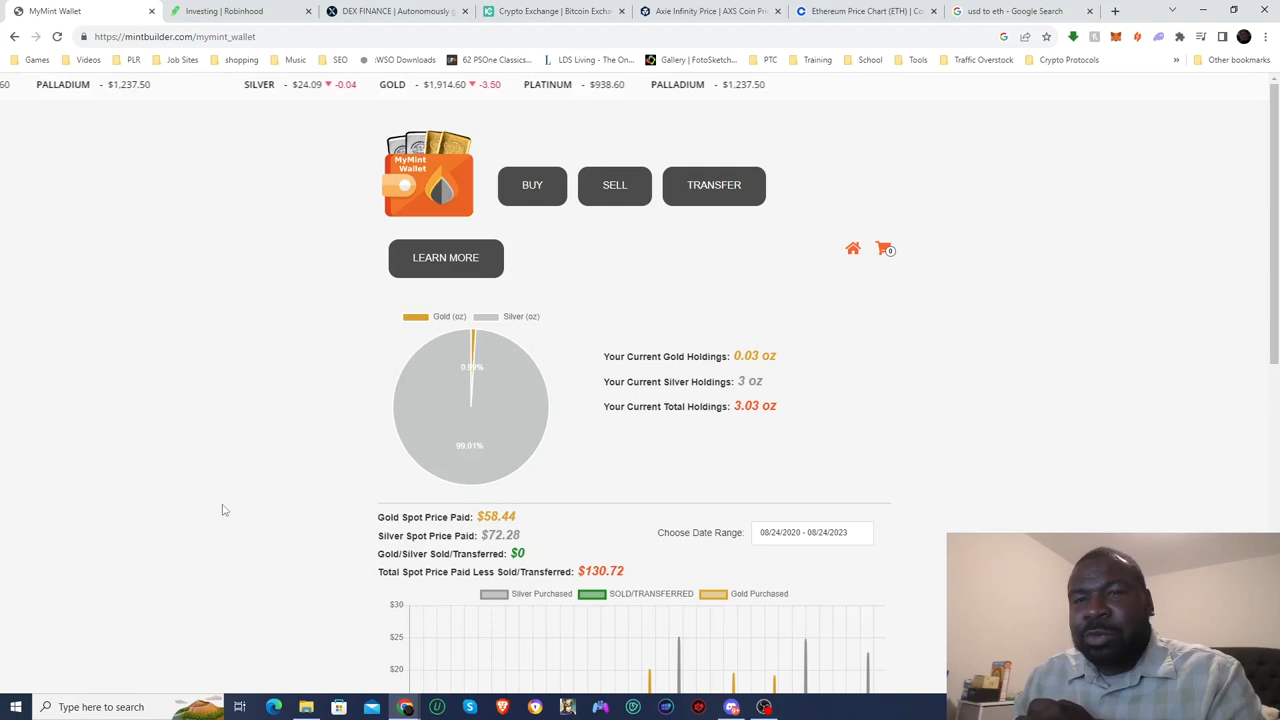 MyMint Wallet
Investing | Robinhood
DEX FINANCE | Autonomously g
Crypto Exchange | Bitcoin Exchan
Axie Infinity Price | AXS Coin Pric
Ethereum Price Chart (ETH) | Co
usd to eth - Google Search
https://mintbuilder.com/mymint_wallet
Games
Videos
PLR
Job Sites
shopping
Music
SEO
:WSO Downloads
62 PSOne Classics...
LDS Living - The On...
Gallery | FotoSketch...
PTC
Training
School
Tools
Traffic Overstock
Crypto Protocols
»
Other bookmarks
60 PALLADIUM - $1,237.50 SILVER - $24.09 -0.04 GOLD - $1,914.60 -3.50 PLATINUM - $938.60 PALLADIUM - $1,237.50
MyMint
Wallet
BUY
SELL
TRANSFER
LEARN MORE
0
Gold (oz) Silver (oz)
0.99%
99.01%
Your Current Gold Holdings: 0.03 oz
Your Current Silver Holdings: 3 oz
Your Current Total Holdings: 3.03 oz
Gold Spot Price Paid: $58.44
Silver Spot Price Paid: $72.28
Gold/Silver Sold/Transferred: $0
Total Spot Price Paid Less Sold/Transferred: $130.72
Choose Date Range: 08/24/2020 - 08/24/2023
Silver Purchased SOLD/TRANSFERRED Gold Purchased
$30
$25
$20
Type here to search